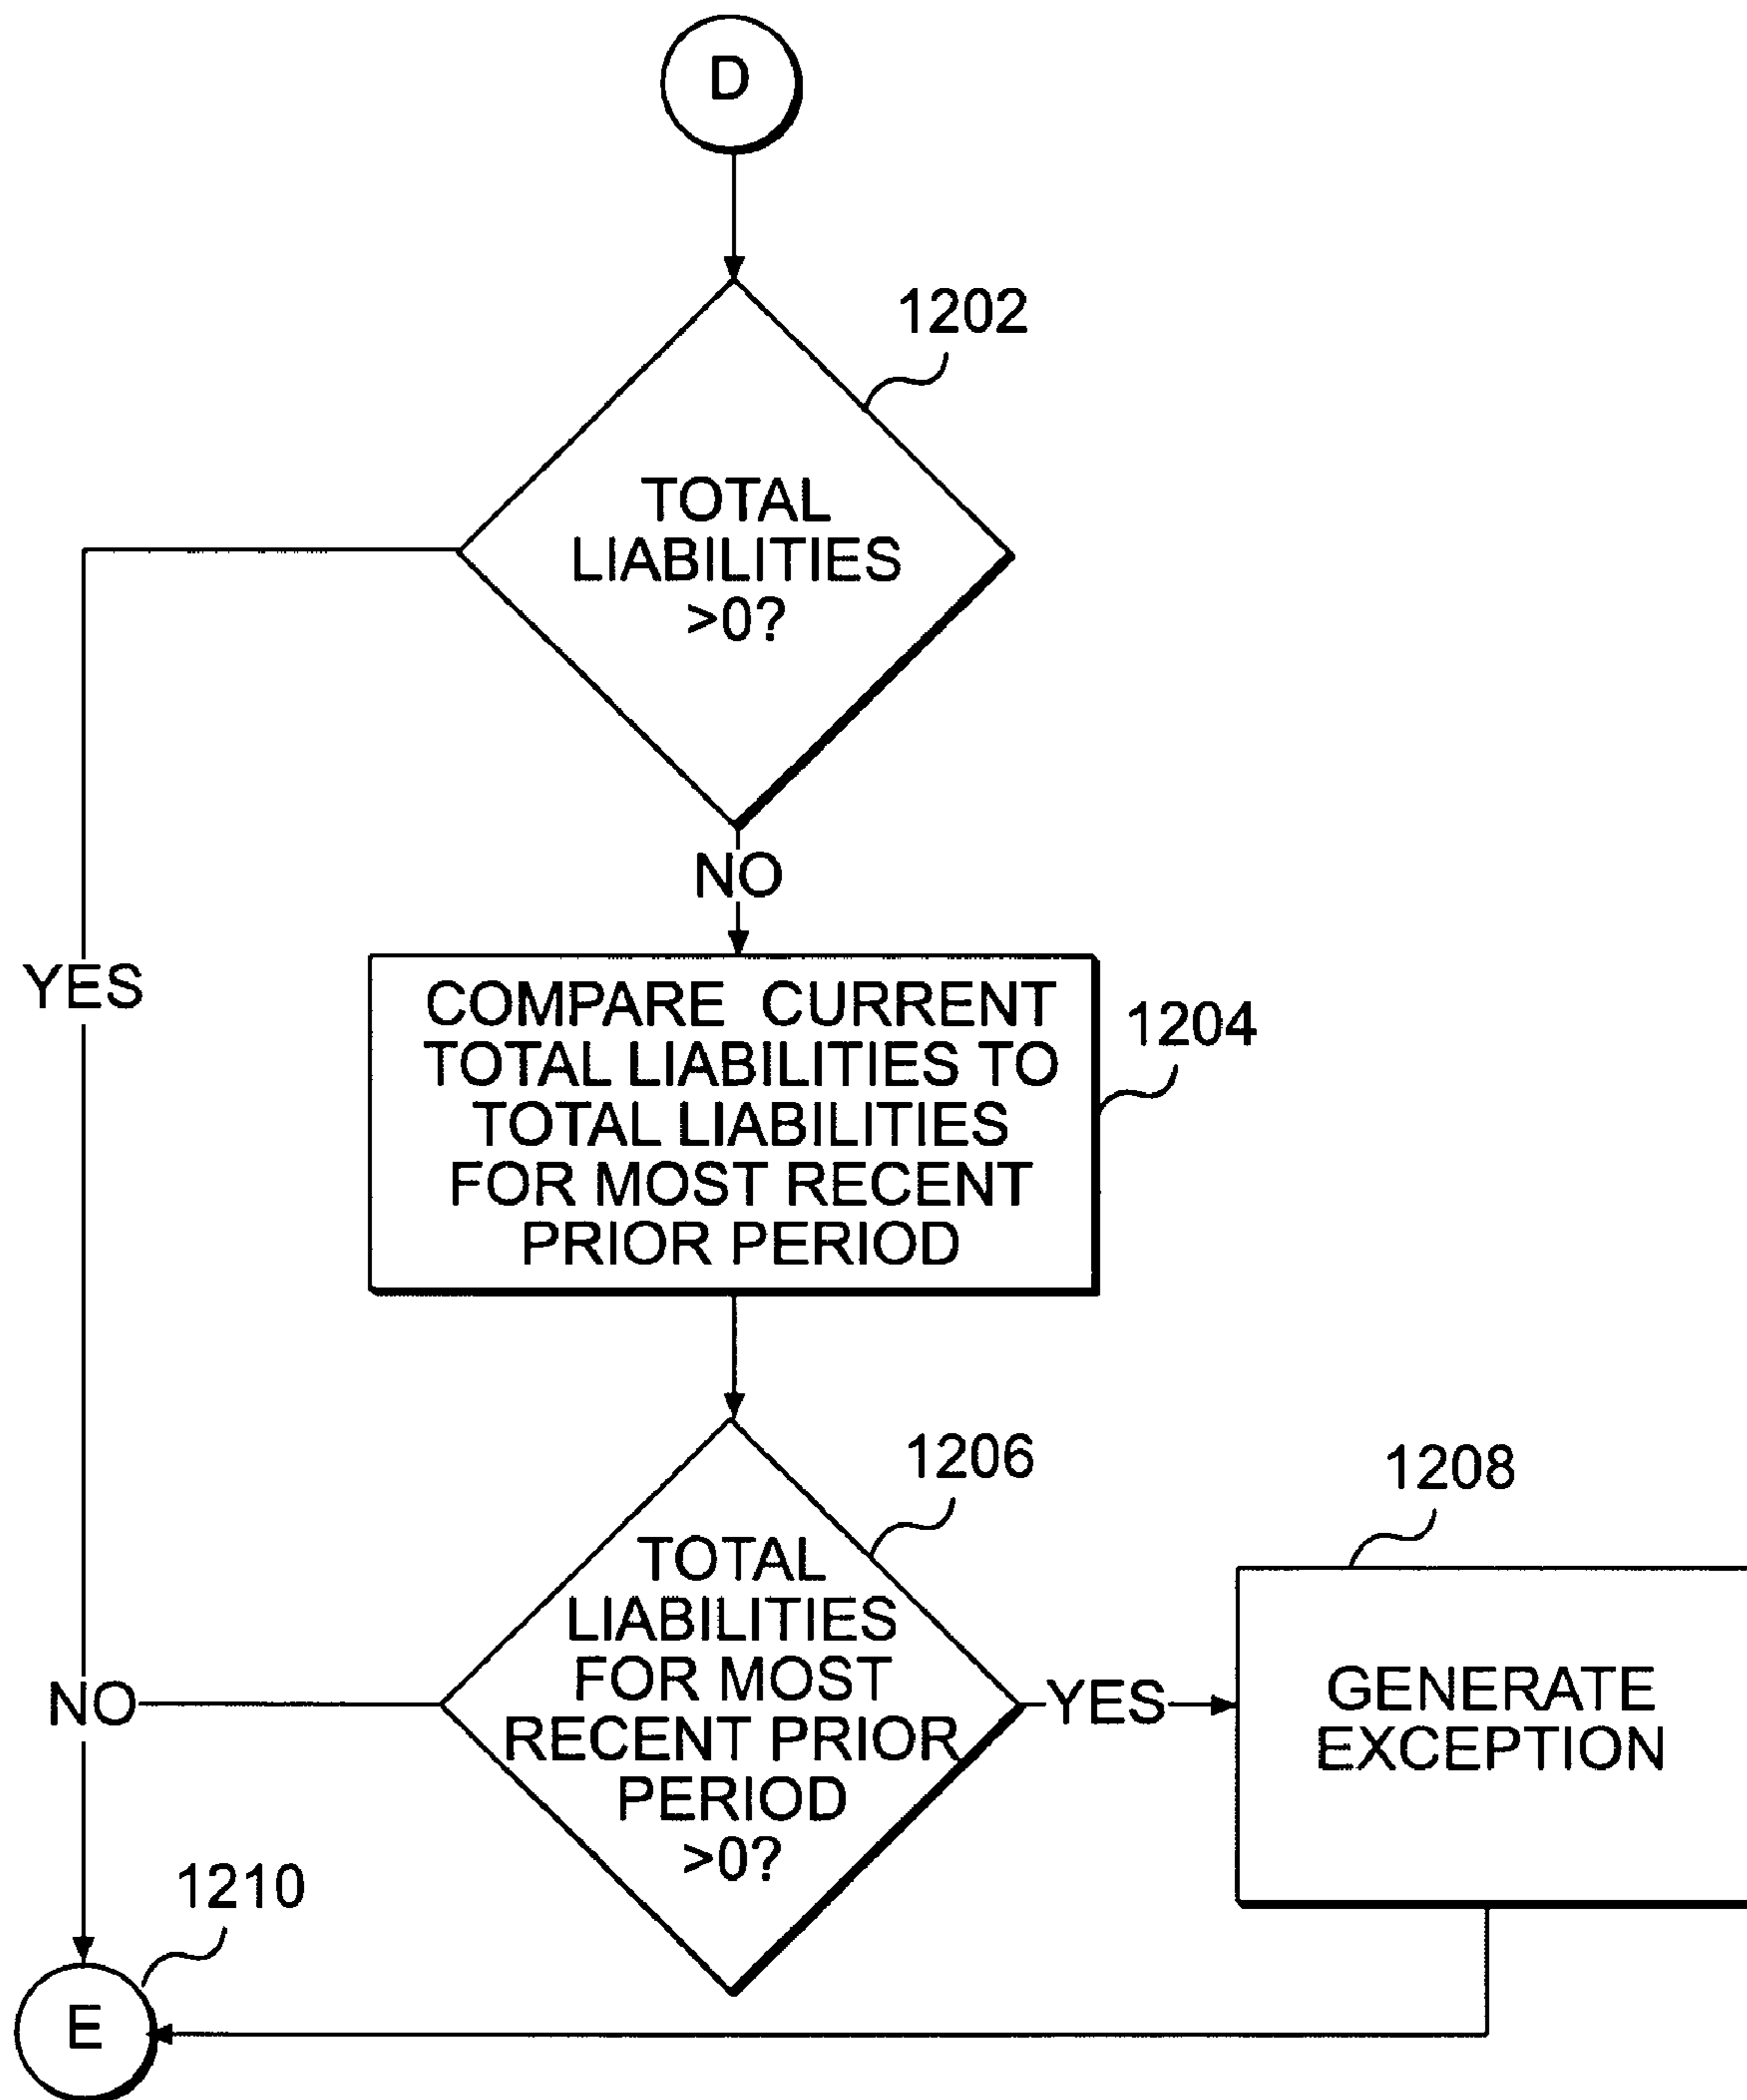 D
1202
TOTAL
LIABILITIES
>0?
NO
YES
COMPARE CURRENT
TOTAL LIABILITIES TO
TOTAL LIABILITIES
FOR MOST RECENT
PRIOR PERIOD
1204
1206
TOTAL
LIABILITIES
FOR MOST
RECENT PRIOR
PERIOD
>0?
NO
YES
1208
GENERATE
EXCEPTION
1210
E